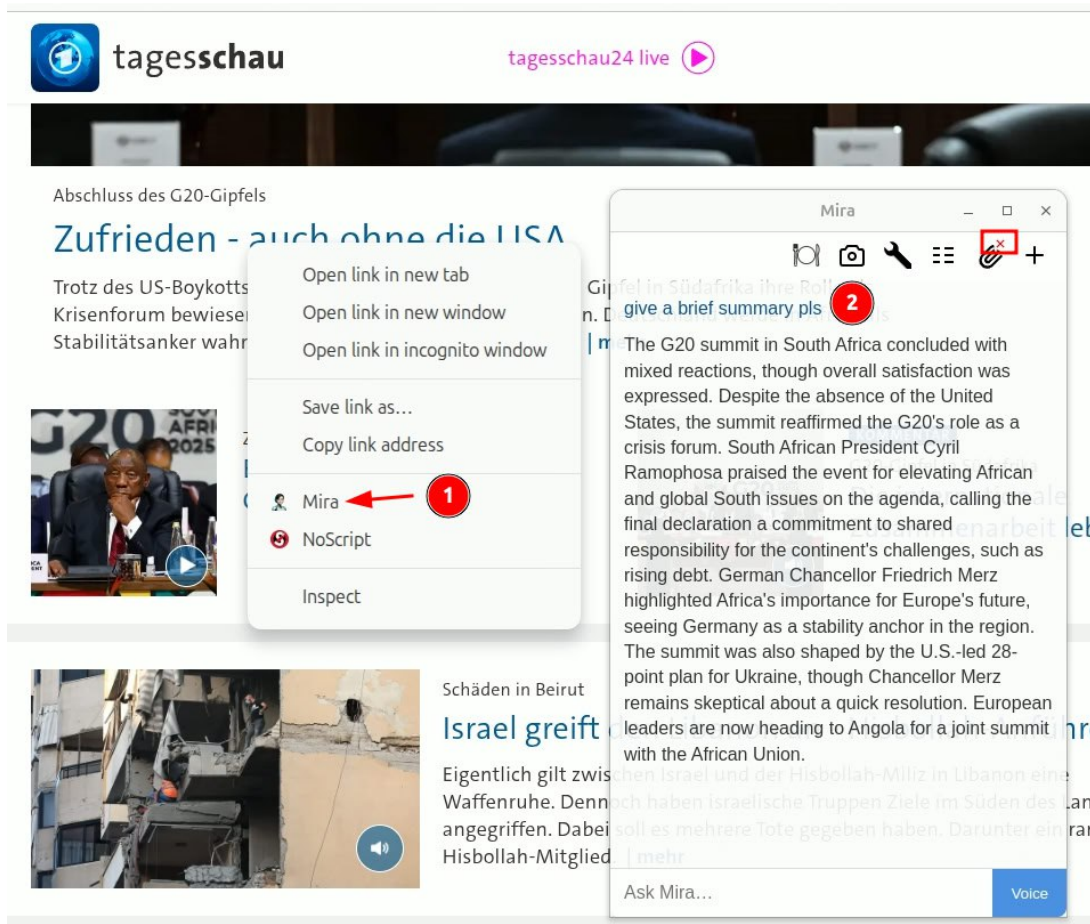 tagesschau
tagesschau24 live
Abschluss des G20-Gipfels
Zufrieden - auch ohne die USA
Trotz des US-Boykotts
Krisenforum bewiese
Stabilitätsanker wahr
| me
Open link in new tab
Open link in new window
Open link in incognito window
Save link as...
Copy link address
Mira
1
NoScript
Inspect
G20
AFRI
2025
Mira
give a brief summary pls
2
The G20 summit in South Africa concluded with
mixed reactions, though overall satisfaction was
expressed. Despite the absence of the United
States, the summit reaffirmed the G20's role as a
crisis forum. South African President Cyril
Ramophosa praised the event for elevating African
and global South issues on the agenda, calling the
final declaration a commitment to shared
responsibility for the continent's challenges, such as
rising debt. German Chancellor Friedrich Merz
highlighted Africa's importance for Europe's future,
seeing Germany as a stability anchor in the region.
The summit was also shaped by the U.S.-led 28-
point plan for Ukraine, though Chancellor Merz
remains skeptical about a quick resolution. European
leaders are now heading to Angola for a joint summit
with the African Union.
Ask Mira...
Voice
Schäden in Beirut
Israel greift den Libanon an
Eigentlich gilt zwischen Israel und der Hisbollah-Miliz in Libanon eine
Waffenruhe. Dennoch haben israelische Truppen Ziele im Süden des Lan
angegriffen. Dabei soll es mehrere Tote gegeben haben. Darunter ein ra
Hisbollah-Mitglied. | mehr